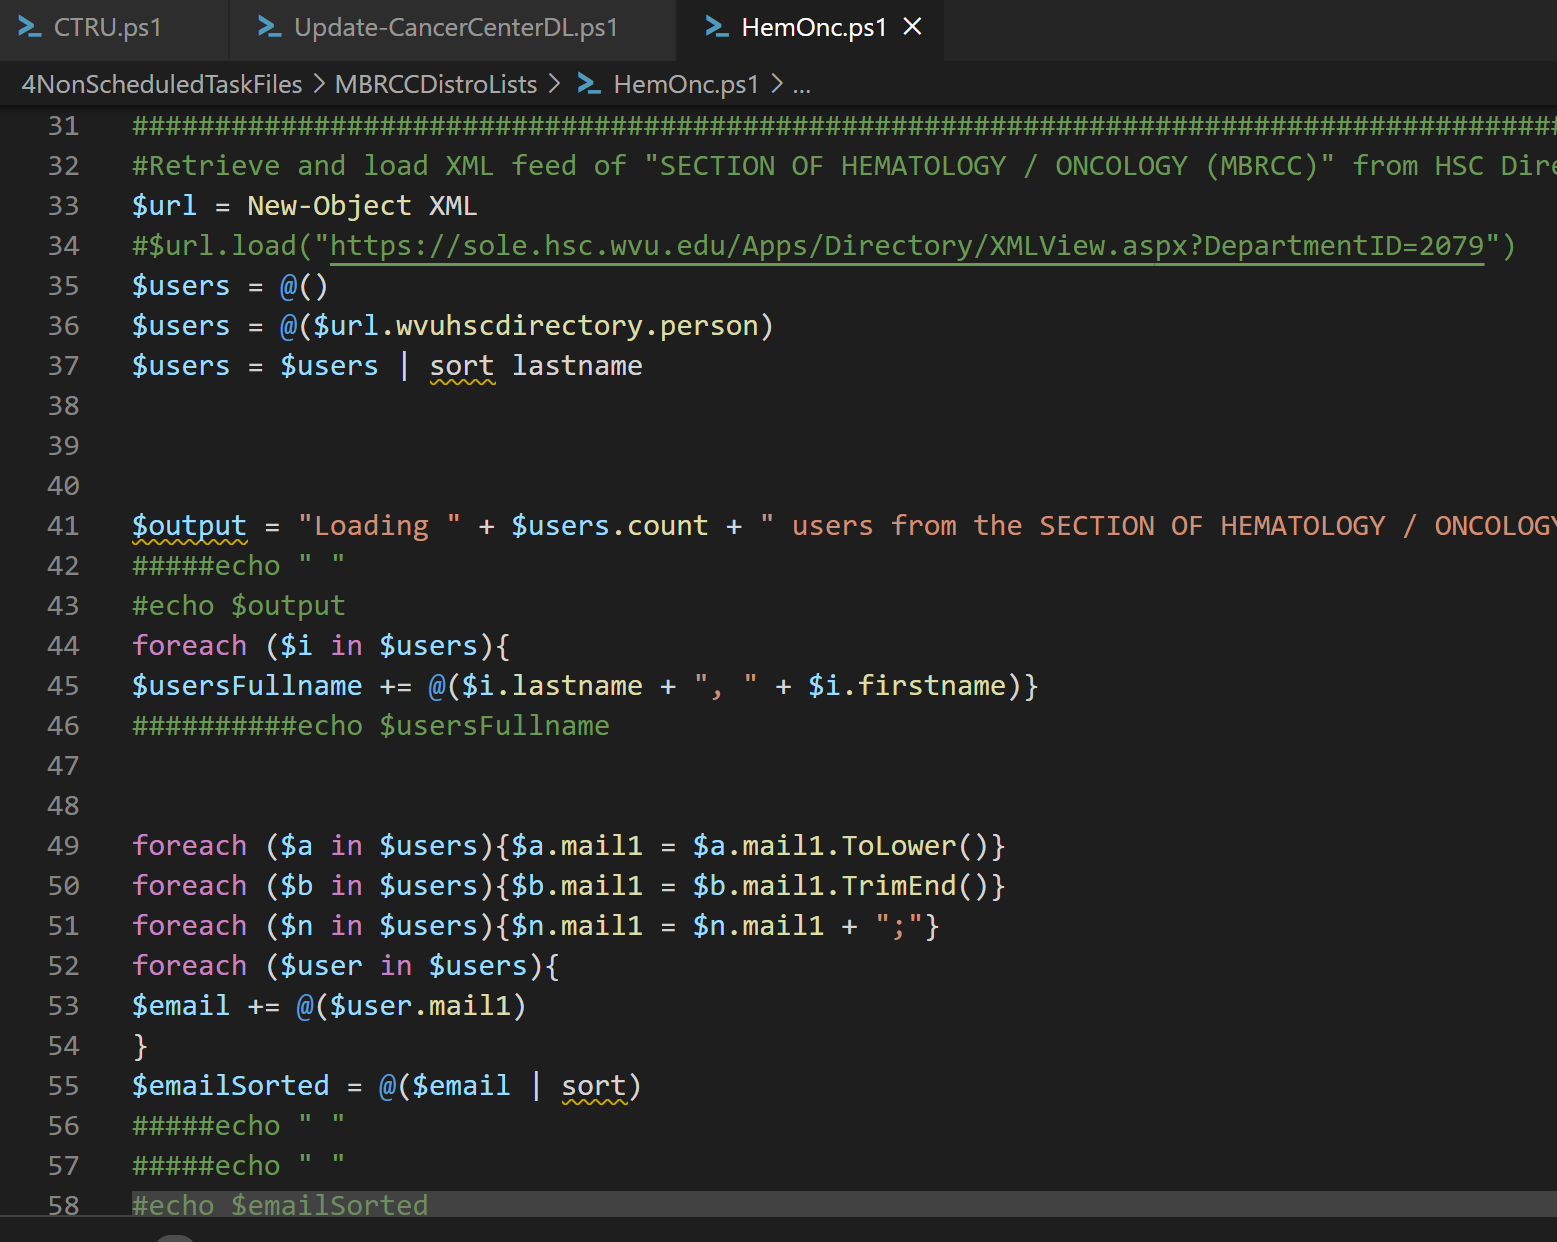 CTRU.ps1 Update-CancerCenterDL.ps1 HemOnc.ps1
4NonScheduledTaskFiles > MBRCCDistroLists > HemOnc.ps1 > ...
31 #######################################################################################
32 #Retrieve and load XML feed of "SECTION OF HEMATOLOGY / ONCOLOGY (MBRCC)" from HSC Dire
33 $url = New-Object XML
34 #$url.load("https://sole.hsc.wvu.edu/Apps/Directory/XMLView.aspx?DepartmentID=2079")
35 $users = @()
36 $users = @($url.wvuhscdirectory.person)
37 $users = $users | sort lastname
38
39
40
41 $output = "Loading " + $users.count + " users from the SECTION OF HEMATOLOGY / ONCOLOGY
42 #####echo " "
43 #echo $output
44 foreach ($i in $users){
45 $usersFullname += @($i.lastname + ", " + $i.firstname)}
46 ##########echo $usersFullname
47
48
49 foreach ($a in $users){$a.mail1 = $a.mail1.ToLower()}
50 foreach ($b in $users){$b.mail1 = $b.mail1.TrimEnd()}
51 foreach ($n in $users){$n.mail1 = $n.mail1 + ";"}
52 foreach ($user in $users){
53 $email += @($user.mail1)
54 }
55 $emailSorted = @($email | sort)
56 #####echo " "
57 #####echo " "
58 #echo $emailSorted